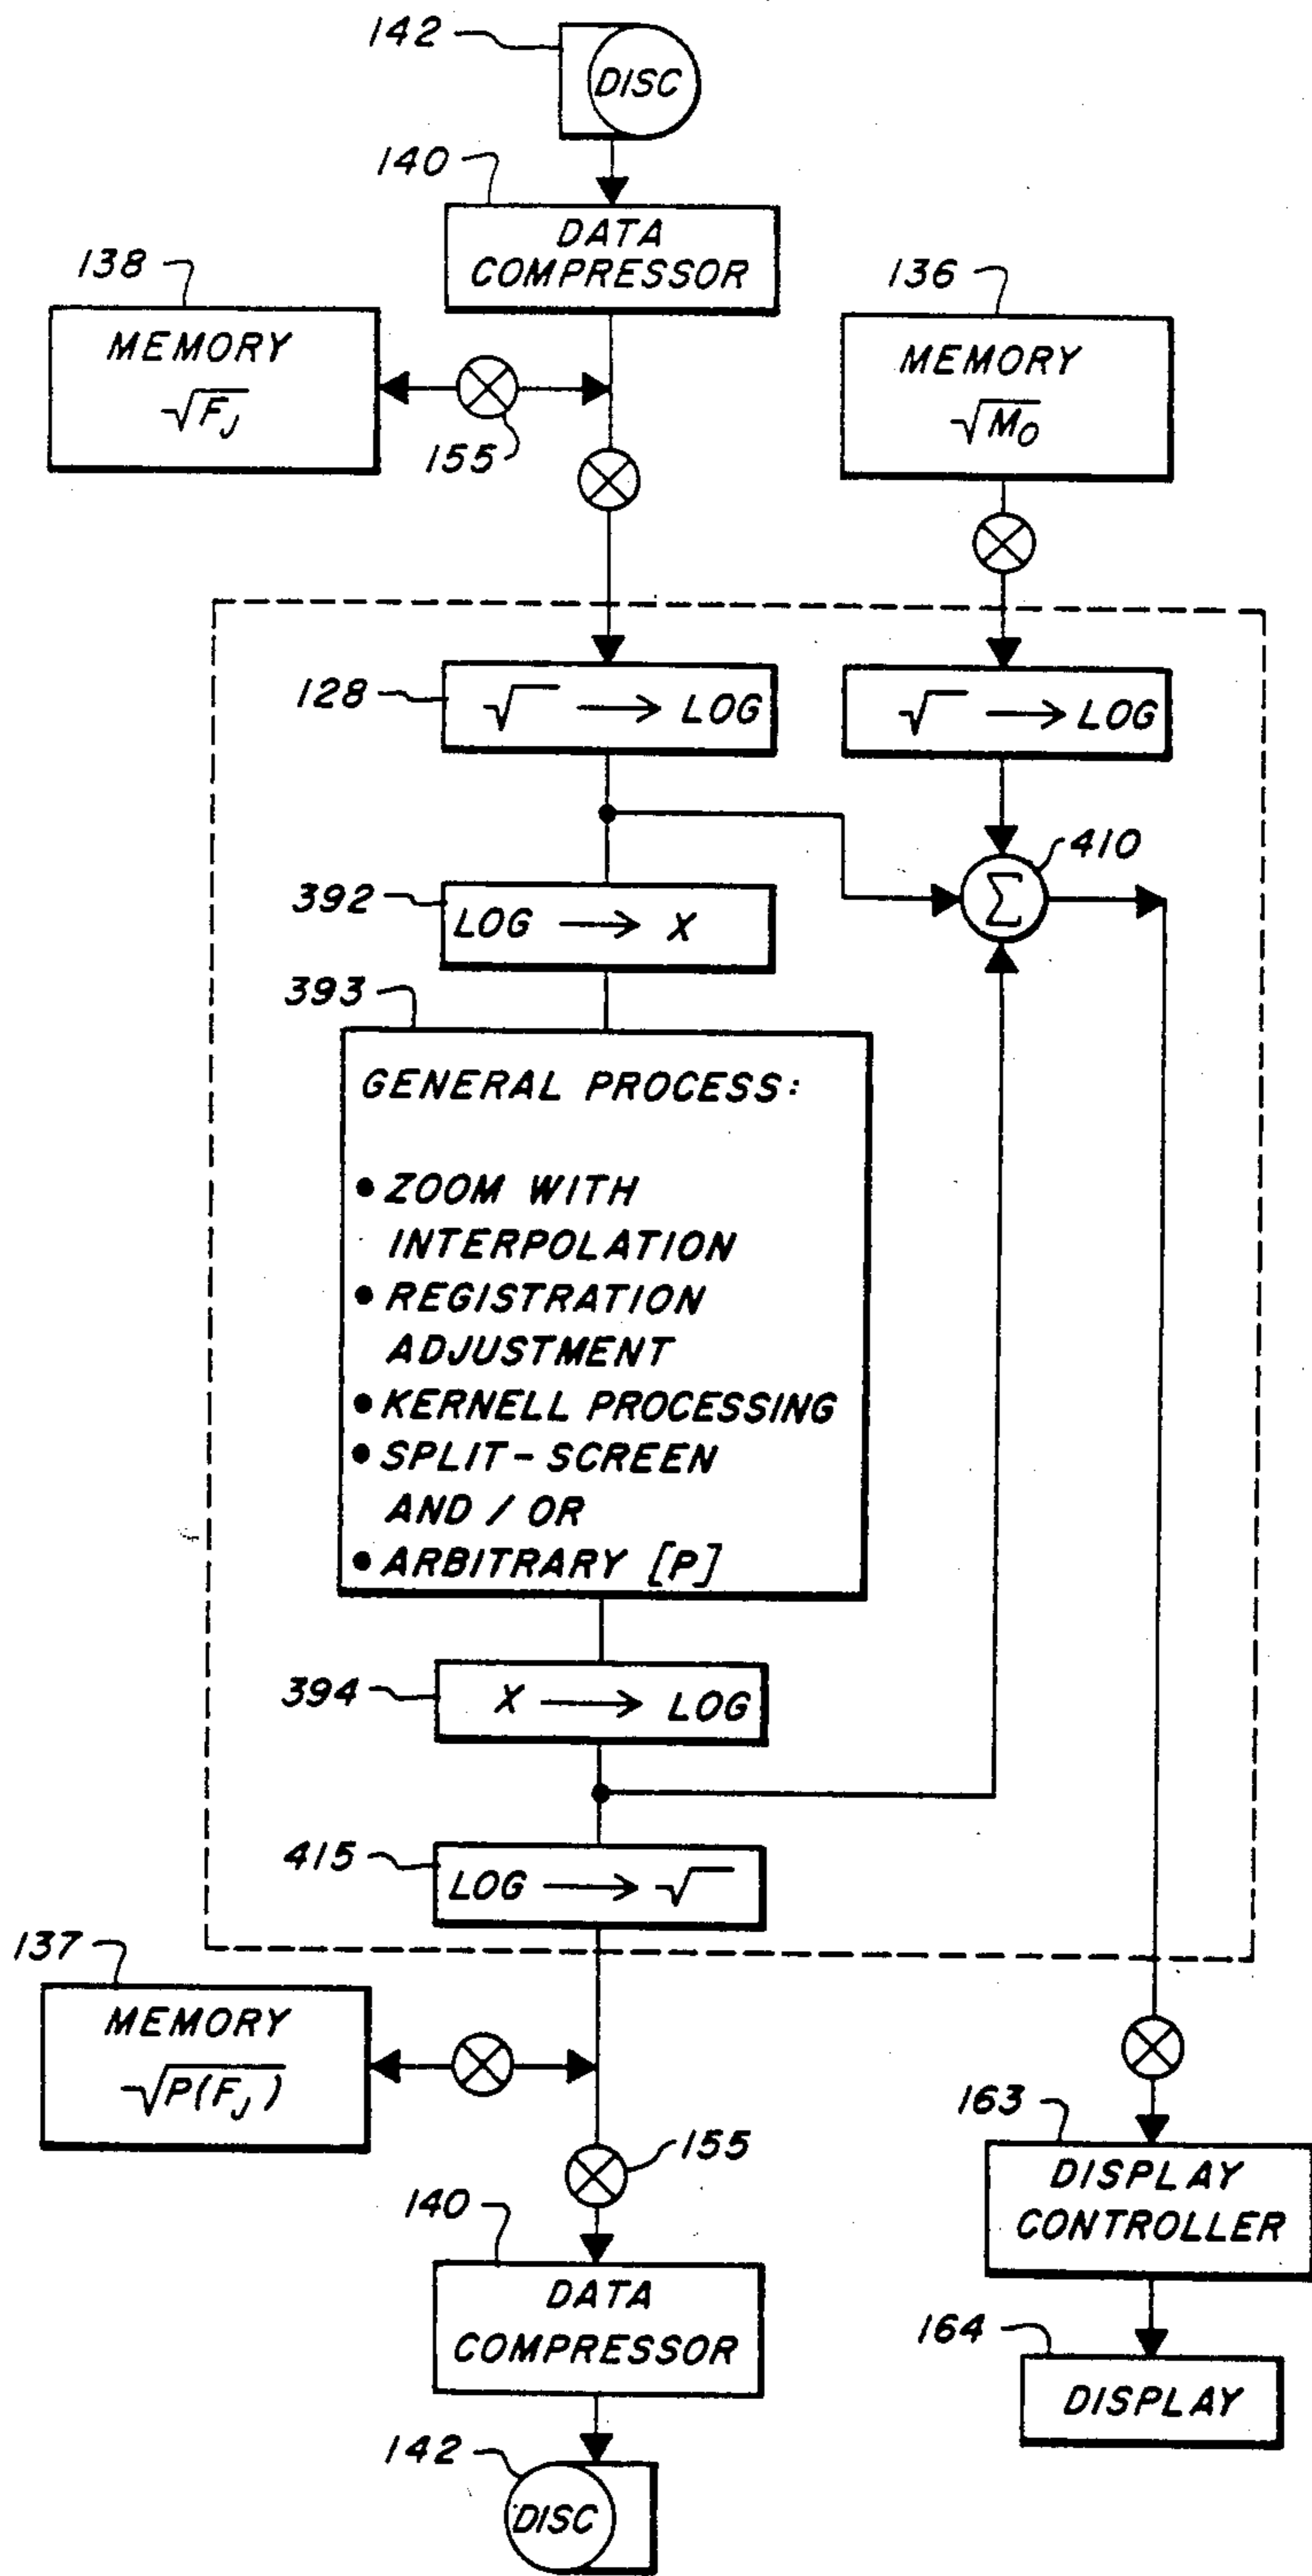 142
DISC
140
DATA
COMPRESSOR
138
MEMORY
√F_J
155
136
MEMORY
√M_O
128
√ → LOG
√ → LOG
410
Σ
392
LOG → X
393
GENERAL PROCESS:
• ZOOM WITH
INTERPOLATION
• REGISTRATION
ADJUSTMENT
• KERNELL PROCESSING
• SPLIT-SCREEN
AND / OR
• ARBITRARY [P]
394
X → LOG
415
LOG → √
137
MEMORY
√P(F_J)
155
140
DATA
COMPRESSOR
142
DISC
163
DISPLAY
CONTROLLER
164
DISPLAY